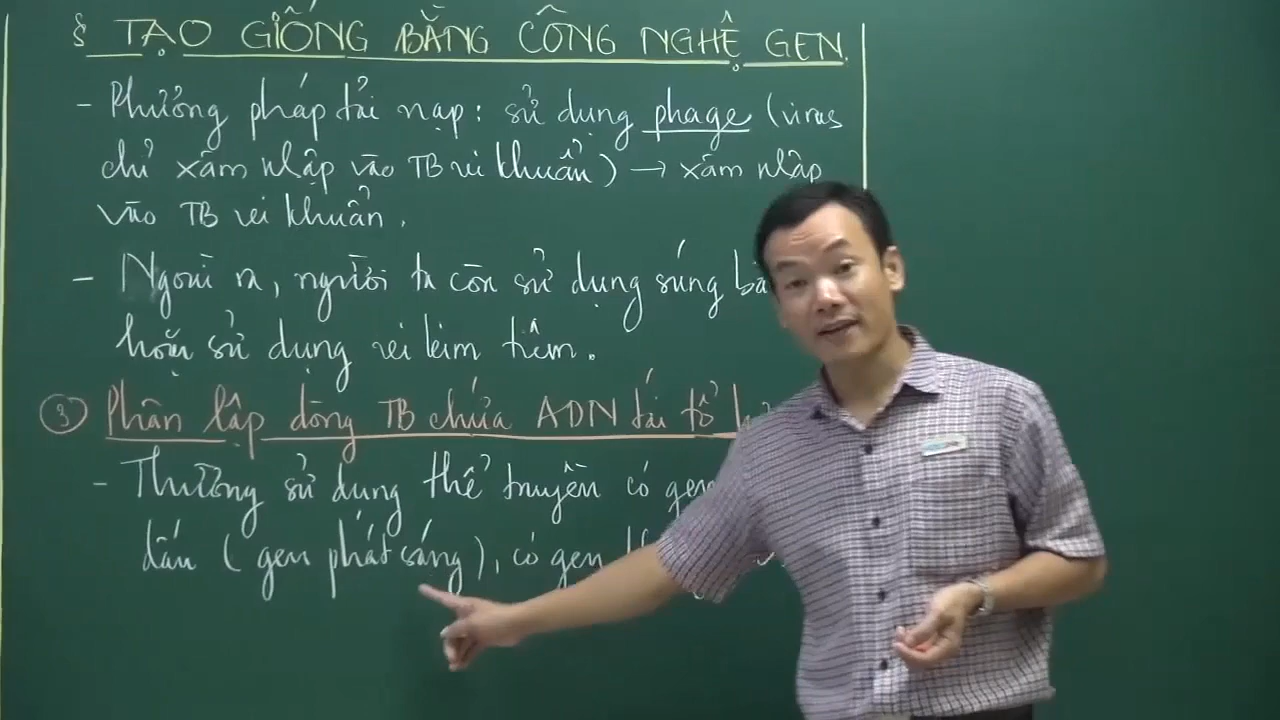 § TẠO GIỐNG BẰNG CÔNG NGHỆ GEN.
- Phương pháp tải nạp: sử dụng phage (virus
chỉ xâm nhập vào TB vi khuẩn) → xâm nhập
vào TB vi khuẩn.
- Ngoài ra, người ta còn sử dụng súng
hoặc sử dụng vi kim tiêm.
③ Phân lập dòng TB chứa ADN tái tổ
- Thường sử dụng thể truyền có gen
dấu (gen phát sáng), có gen